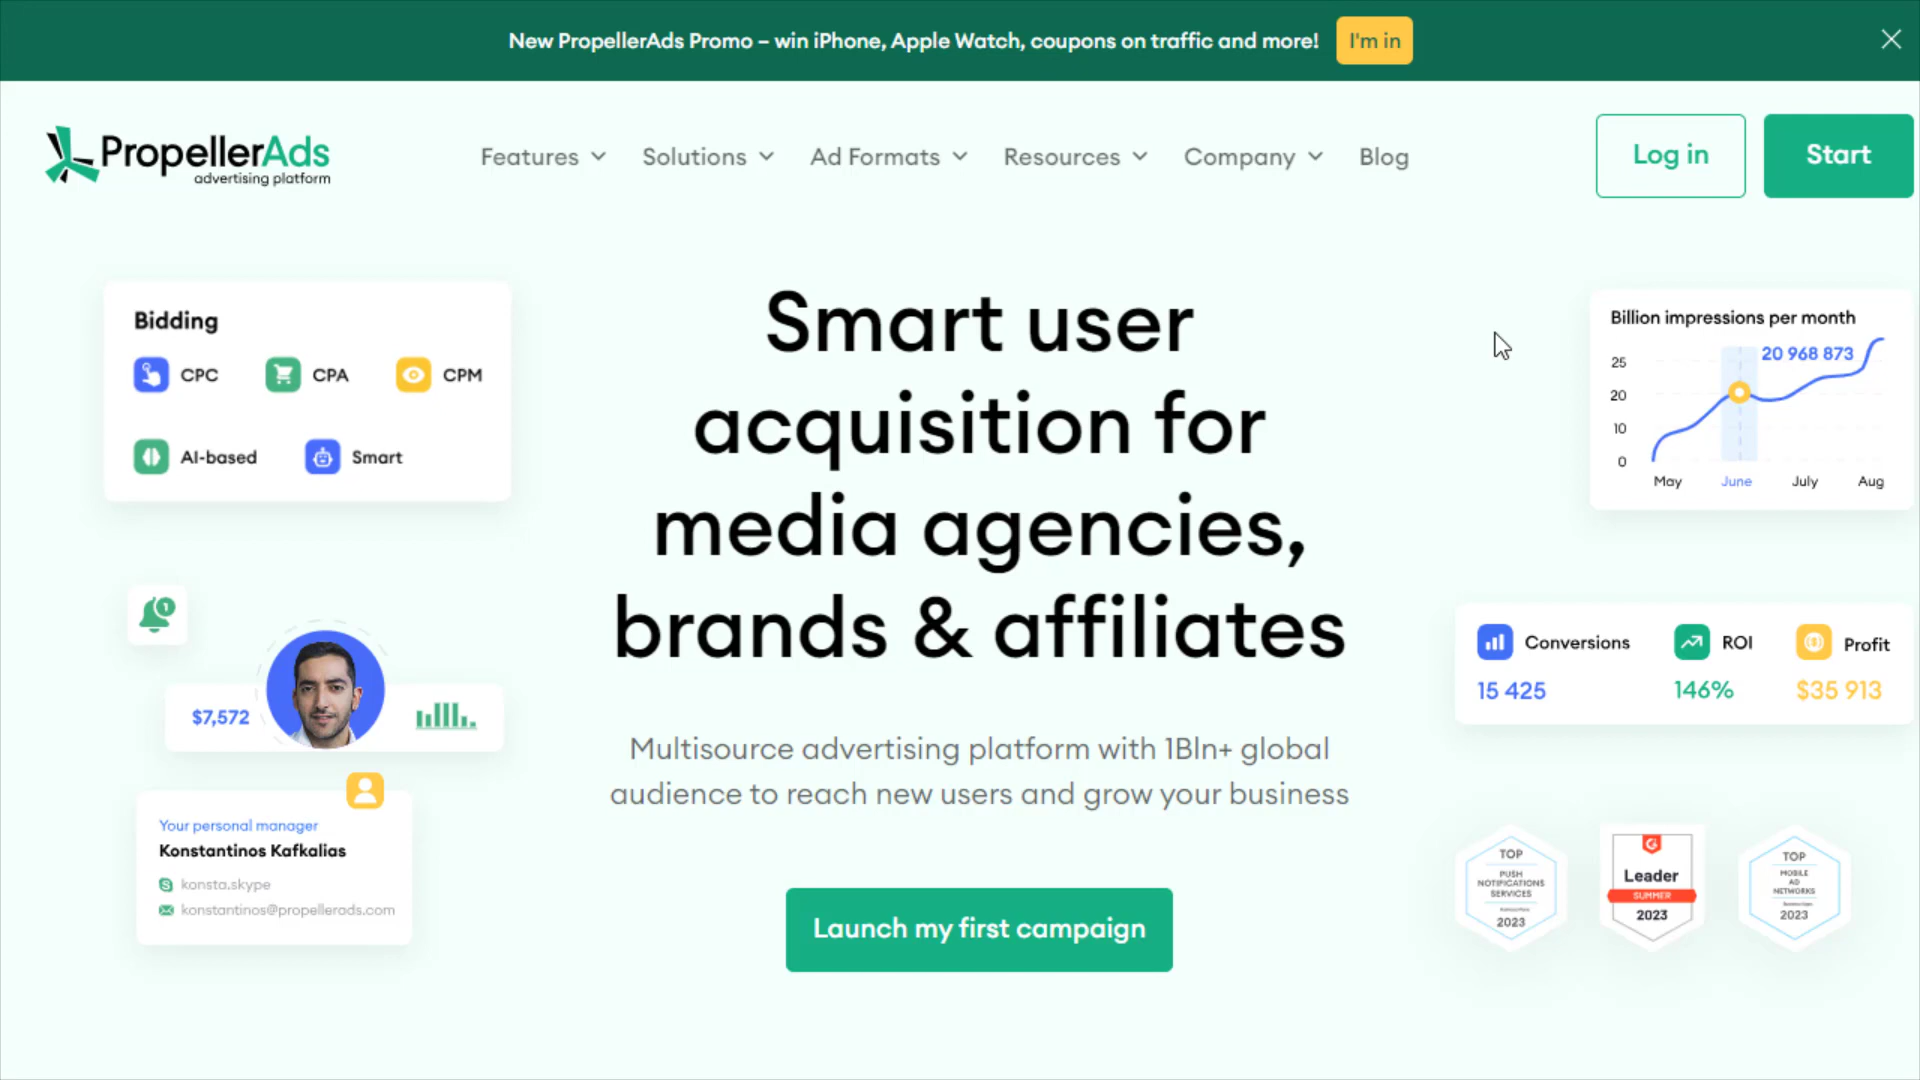 New PropellerAds Promo – win iPhone, Apple Watch, coupons on traffic and more!
I'm in
PropellerAds
advertising platform
Features
Solutions
Ad Formats
Resources
Company
Blog
Log in
Start
Bidding
CPC
CPA
CPM
AI-based
Smart
Smart user
acquisition for
media agencies,
brands & affiliates
Multisource advertising platform with 1Bln+ global
audience to reach new users and grow your business
Launch my first campaign
1
$7,572
Your personal manager
Konstantinos Kafkalias
konsta.skype
konstantinos@propellerads.com
Billion impressions per month
20 968 873
25
20
10
0
May
June
July
Aug
Conversions
15 425
ROI
146%
Profit
$35 913
TOP
PUSH
NOTIFICATIONS
SERVICES
2023
Leader
SUMMER
2023
TOP
MOBILE
AD
NETWORKS
2023